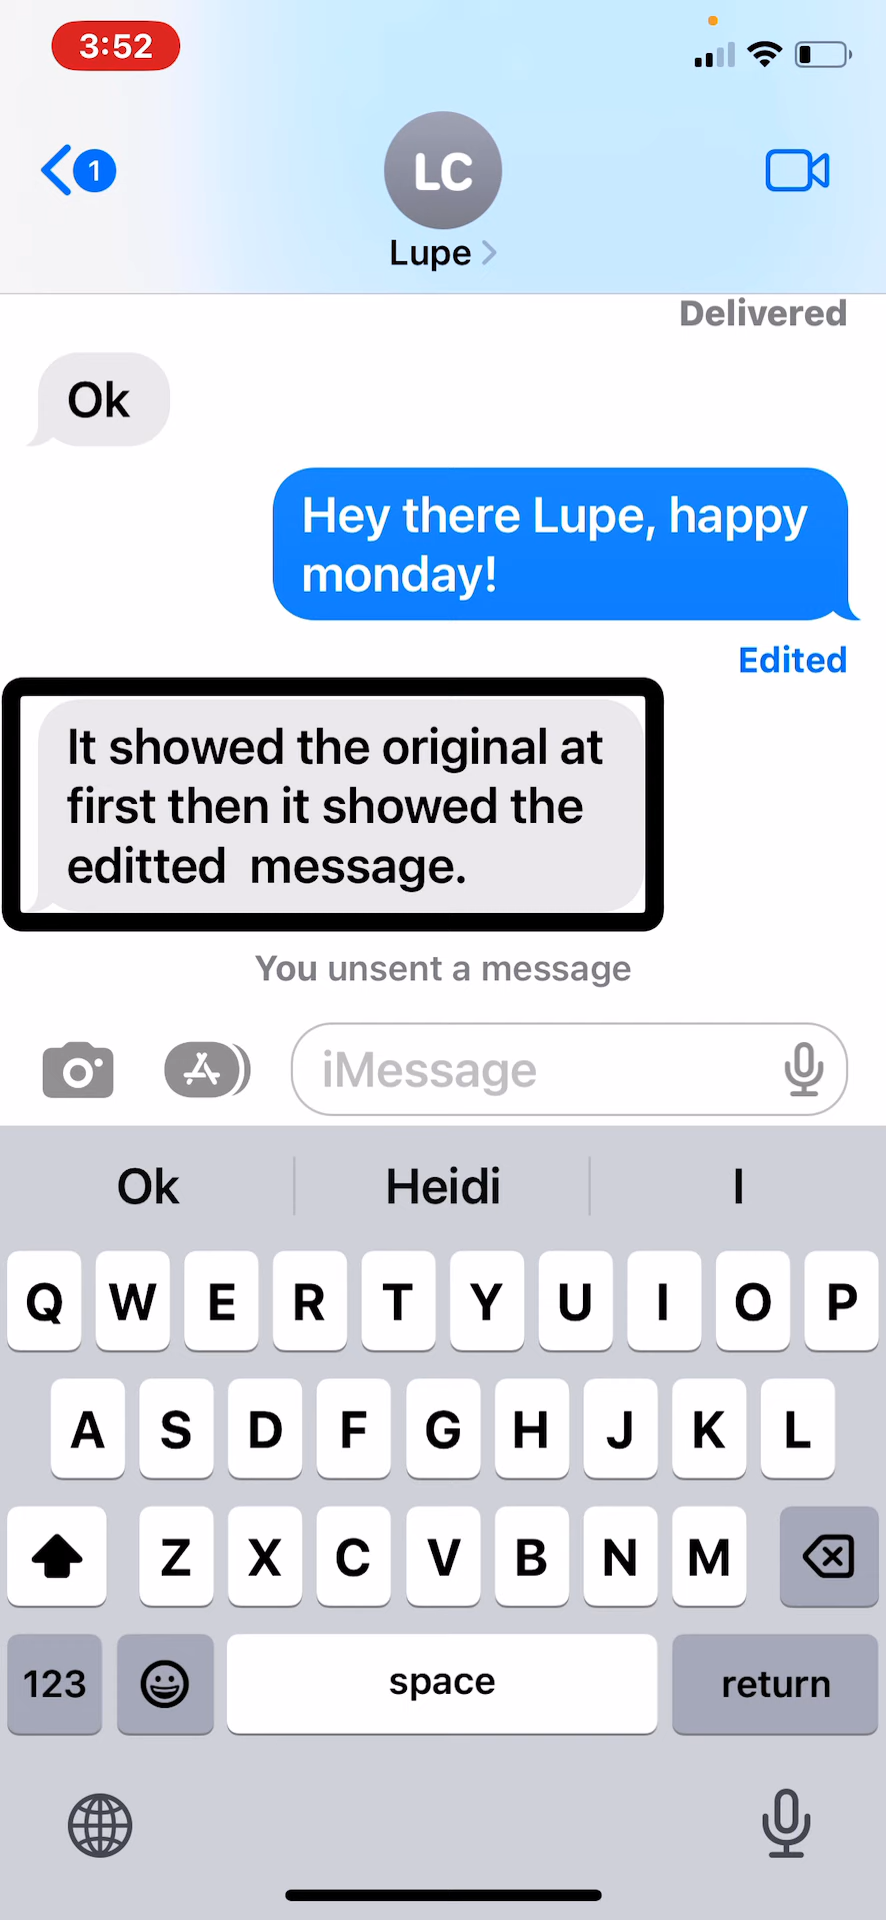 3:52
1
LC
Lupe
Delivered
Ok
Hey there Lupe, happy
monday!
Edited
It showed the original at
first then it showed the
editted  message.
You unsent a message
iMessage
Ok Heidi I
Q W E R T Y U I O P
A S D F G H J K L
Z X C V B N M
123 space return